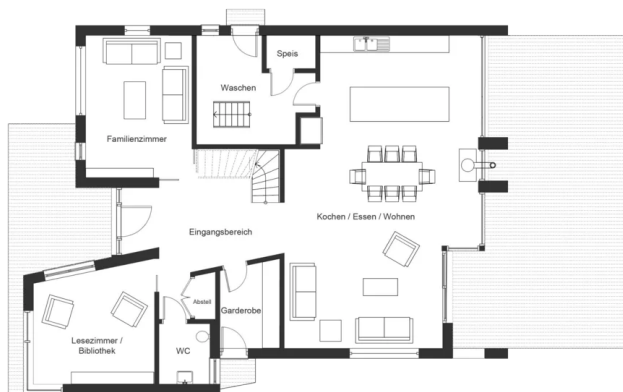 Speis
Waschen
Familienzimmer
Kochen / Essen / Wohnen
Eingangsbereich
Abstell
Garderobe
Lesezimmer /
Bibliothek
WC